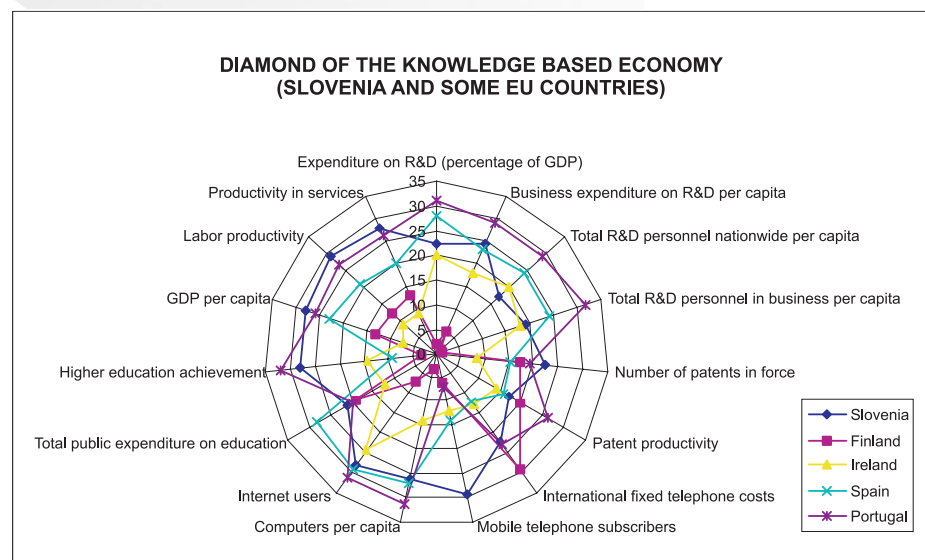 DIAMOND OF THE KNOWLEDGE BASED ECONOMY
(SLOVENIA AND SOME EU COUNTRIES)
Expenditure on R&D (percentage of GDP)
Productivity in services
Business expenditure on R&D per capita
Labor productivity
Total R&D personnel nationwide per capita
GDP per capita
Total R&D personnel in business per capita
Higher education achievement
Number of patents in force
Total public expenditure on education
Patent productivity
Internet users
International fixed telephone costs
Computers per capita
Mobile telephone subscribers
35
30
25
20
15
10
5
0
Slovenia
Finland
Ireland
Spain
Portugal